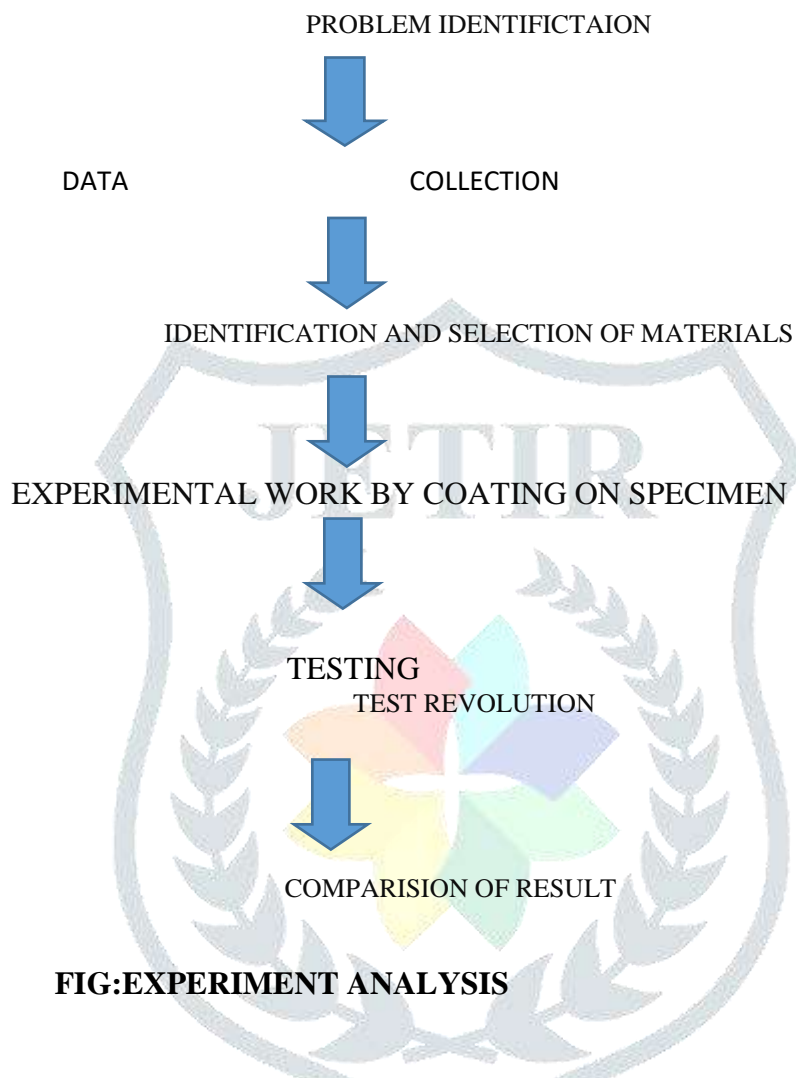 PROBLEM IDENTIFICTAION
DATA COLLECTION
IDENTIFICATION AND SELECTION OF MATERIALS
JETIR
EXPERIMENTAL WORK BY COATING ON SPECIMEN
TESTING
TEST REVOLUTION
COMPARISION OF RESULT
FIG:EXPERIMENT ANALYSIS